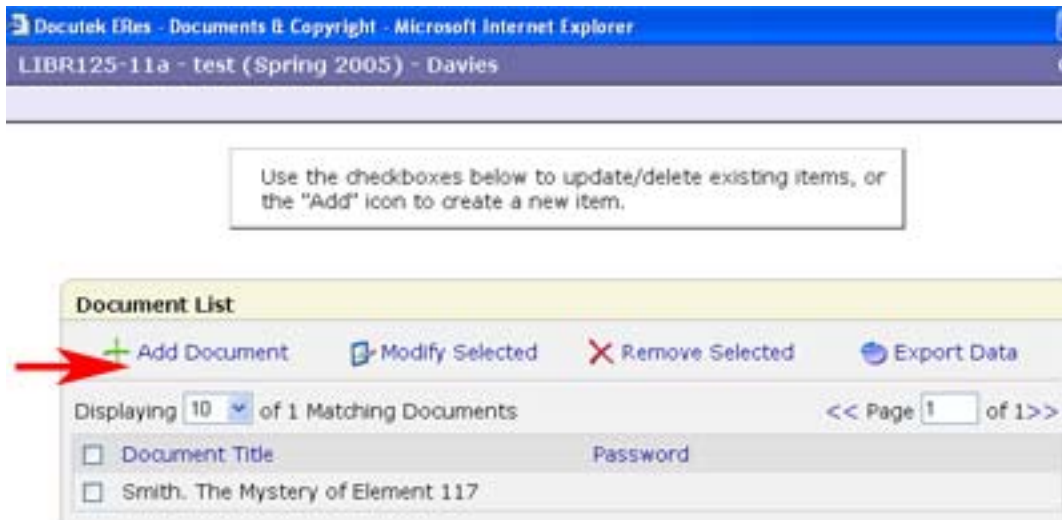 Docutek ERes - Documents & Copyright - Microsoft Internet Explorer
LIBR125-11a - test (Spring 2005) - Davies
Use the checkboxes below to update/delete existing items, or
the "Add" icon to create a new item.
Document List
Add Document Modify Selected Remove Selected Export Data
Displaying 10 of 1 Matching Documents << Page 1 of 1>>
Document Title Password
Smith. The Mystery of Element 117